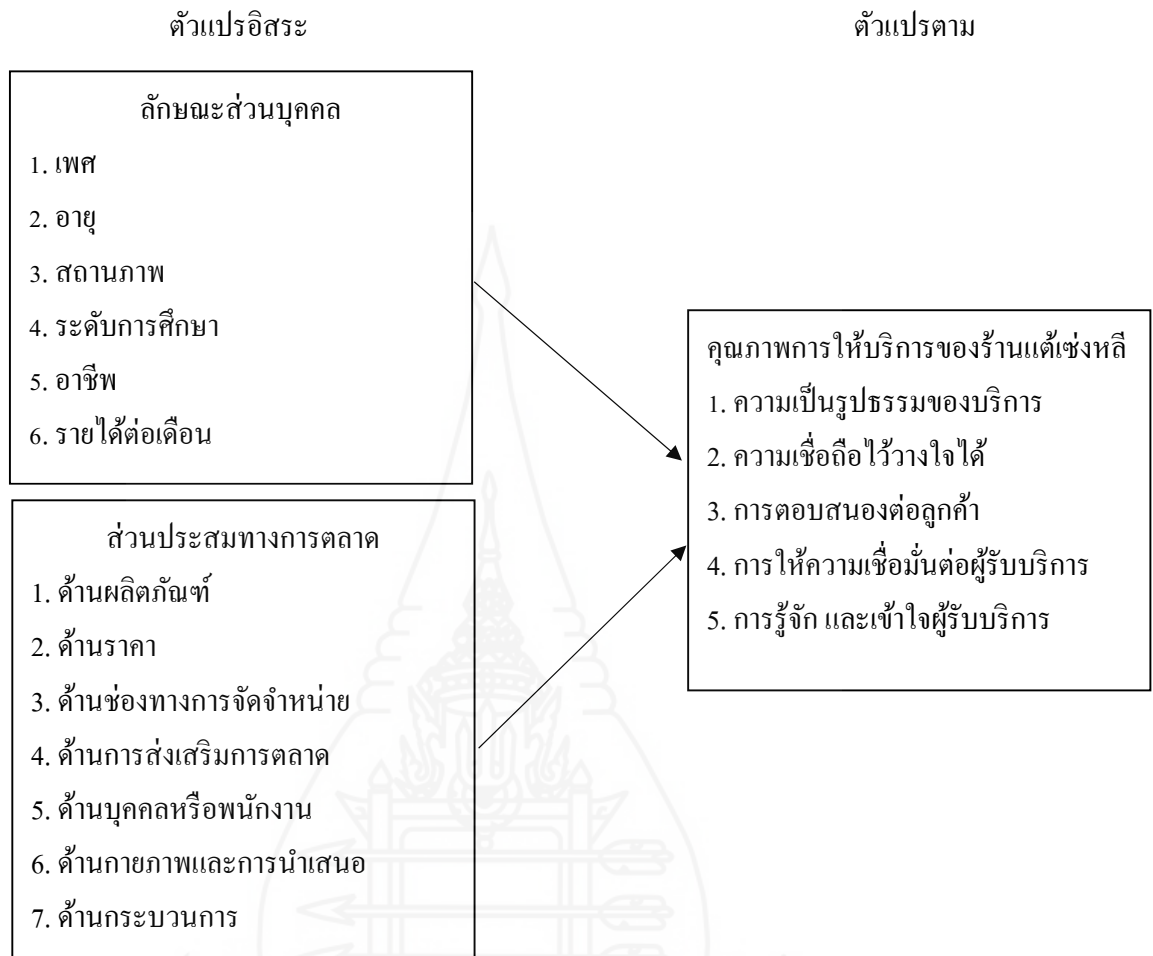 ตัวแปรอิสระ
ตัวแปรตาม
ลักษณะส่วนบุคคล
1. เพศ
2. อายุ
3. สถานภาพ
4. ระดับการศึกษา
5. อาชีพ
6. รายได้ต่อเดือน
ส่วนประสมทางการตลาด
1. ด้านผลิตภัณฑ์
2. ด้านราคา
3. ด้านช่องทางการจัดจำหน่าย
4. ด้านการส่งเสริมการตลาด
5. ด้านบุคคลหรือพนักงาน
6. ด้านกายภาพและการนำเสนอ
7. ด้านกระบวนการ
คุณภาพการให้บริการของร้านแต้เซ่งหลี
1. ความเป็นรูปธรรมของบริการ
2. ความเชื่อถือไว้วางใจได้
3. การตอบสนองต่อลูกค้า
4. การให้ความเชื่อมั่นต่อผู้รับบริการ
5. การรู้จัก และเข้าใจผู้รับบริการ